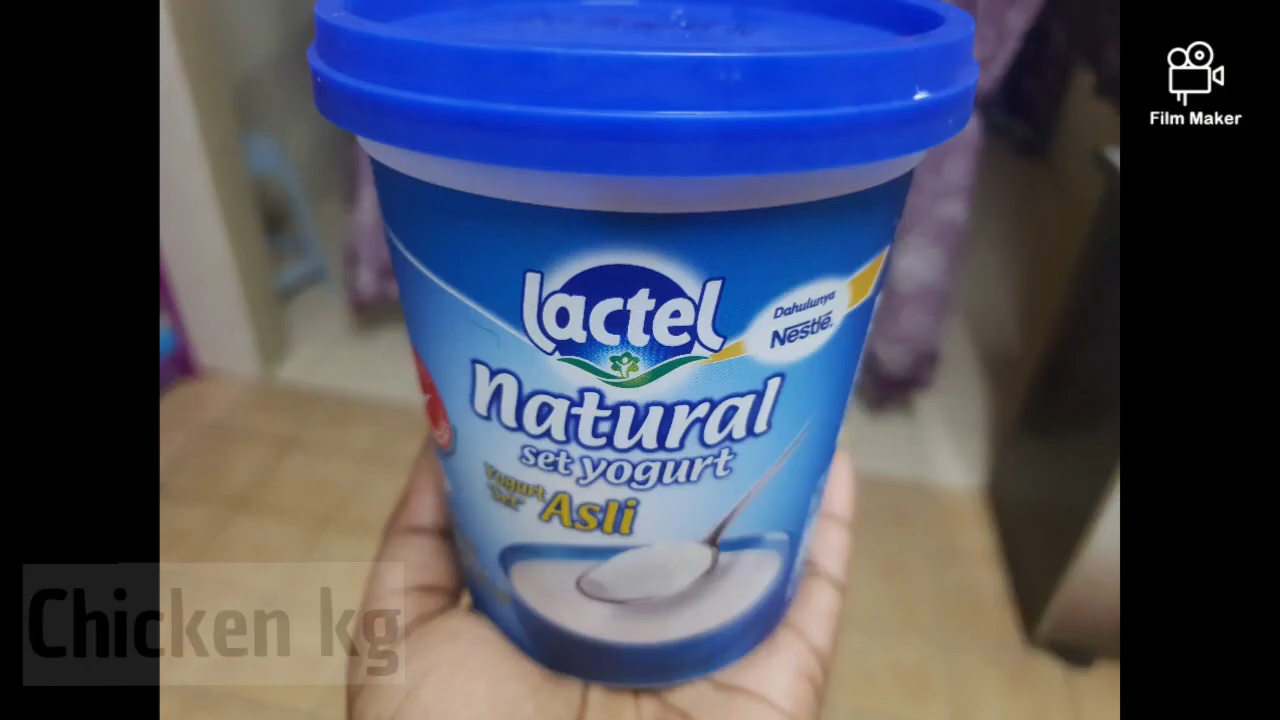 Film Maker
lactel
Dahulunya
Nestlé
natural
set yogurt
Yogurt
"Set"
Asli
Chicken kg